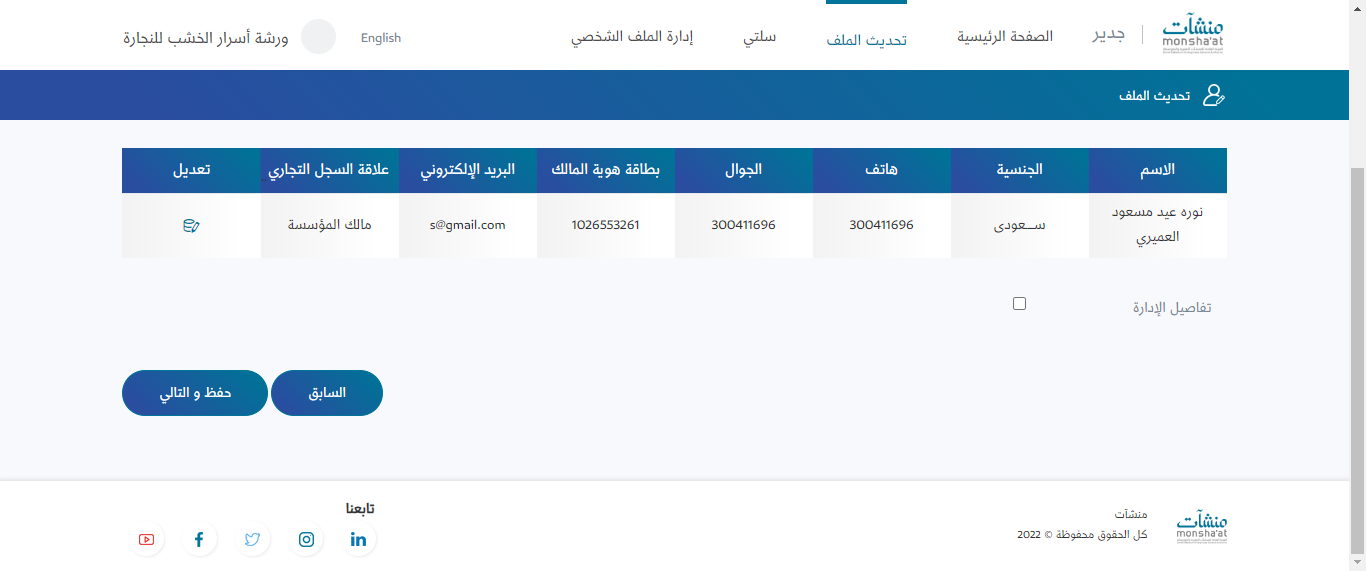 منشآت
monsha'at
جدير
الصفحة الرئيسية
تحديث الملف
سلتي
إدارة الملف الشخصي
English
ورشة أسرار الخشب للنجارة
تحديث الملف
الاسم
الجنسية
هاتف
الجوال
بطاقة هوية المالك
البريد الإلكتروني
علاقة السجل التجاري
تعديل
نوره عيد مسعود
العميري
ســعودى
300411696
300411696
1026553261
s@gmail.com
مالك المؤسسة
تفاصيل الإدارة
السابق
حفظ و التالي
منشآت
monsha'at
منشآت
كل الحقوق محفوظة © 2022
تابعنا